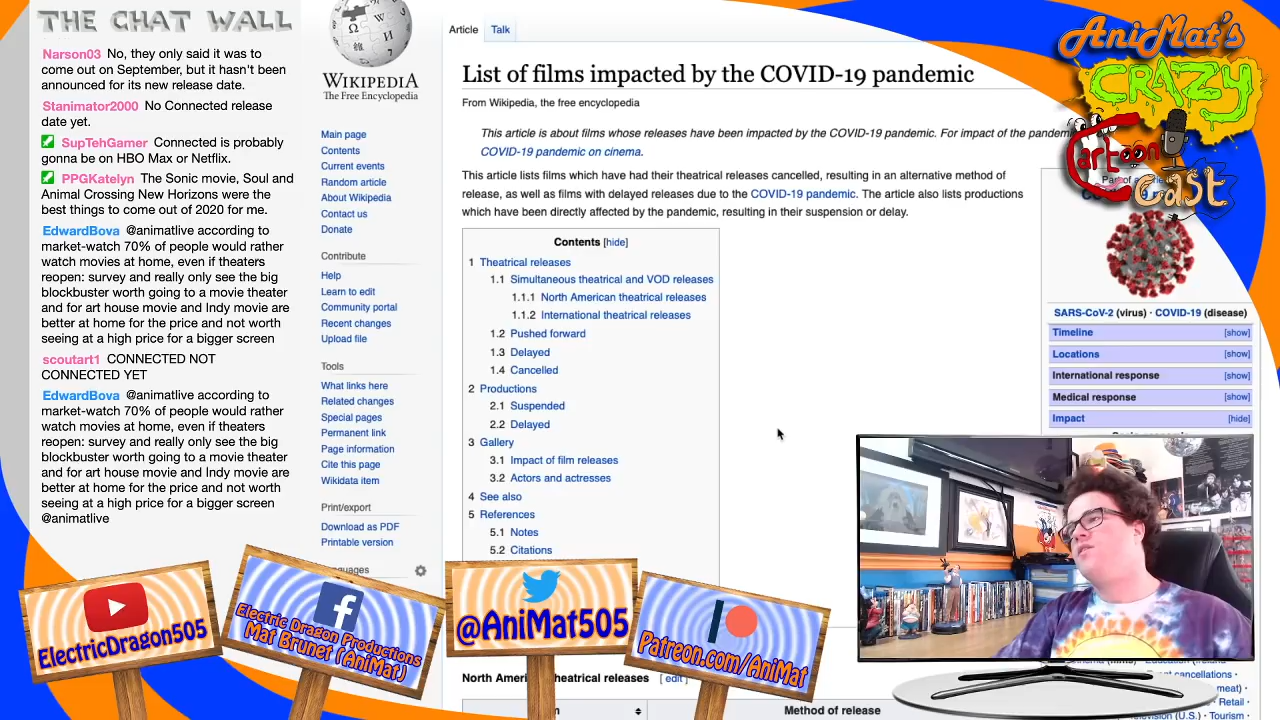 THE CHAT WALL
Narson03 No, they only said it was to
come out on September, but it hasn't been
announced for its new release date.
Stanimator2000 No Connected release
date yet.
SupTehGamer Connected is probably
gonna be on HBO Max or Netflix.
PPGKatelyn The Sonic movie, Soul and
Animal Crossing New Horizons were the
best things to come out of 2020 for me.
EdwardBova @animatlive according to
market-watch 70% of people would rather
watch movies at home, even if theaters
reopen: survey and really only see the big
blockbuster worth going to a movie theater
and for art house movie and Indy movie are
better at home for the price and not worth
seeing at a high price for a bigger screen
scoutart1 CONNECTED NOT
CONNECTED YET
EdwardBova @animatlive according to
market-watch 70% of people would rather
watch movies at home, even if theaters
reopen: survey and really only see the big
blockbuster worth going to a movie theater
and for art house movie and Indy movie are
better at home for the price and not worth
seeing at a high price for a bigger screen
@animatlive
WIKIPEDIA
The Free Encyclopedia
Main page
Contents
Current events
Random article
About Wikipedia
Contact us
Donate
Contribute
Help
Learn to edit
Community portal
Recent changes
Upload file
Tools
What links here
Related changes
Special pages
Permanent link
Page information
Cite this page
Wikidata item
Print/export
Download as PDF
Printable version
Article Talk
List of films impacted by the COVID-19 pandemic
From Wikipedia, the free encyclopedia
This article is about films whose releases have been impacted by the COVID-19 pandemic. For impact of the
COVID-19 pandemic on cinema.
This article lists films which have had their theatrical releases cancelled, resulting in an alternative method of
release, as well as films with delayed releases due to the COVID-19 pandemic. The article also lists productions
which have been directly affected by the pandemic, resulting in their suspension or delay.
Contents [hide]
1 Theatrical releases
1.1 Simultaneous theatrical and VOD releases
1.1.1 North American theatrical releases
1.1.2 International theatrical releases
1.2 Pushed forward
1.3 Delayed
1.4 Cancelled
2 Productions
2.1 Suspended
2.2 Delayed
3 Gallery
3.1 Impact of film releases
3.2 Actors and actresses
4 See also
5 References
5.1 Notes
5.2 Citations
North theatrical releases [ edit ]
Method of release
AniMat's
CRAZY
Cartoon
Cast
SARS-CoV-2 (virus) · COVID-19 (disease)
Timeline [show]
Locations [show]
International response [show]
Medical response [show]
Impact [hide]
cancellations ·
Retail ·
Tourism ·
ElectricDragon505
Electric Dragon Productions
Mat Brunet (AniMat)
@AniMat505
Patreon.com/AniMat